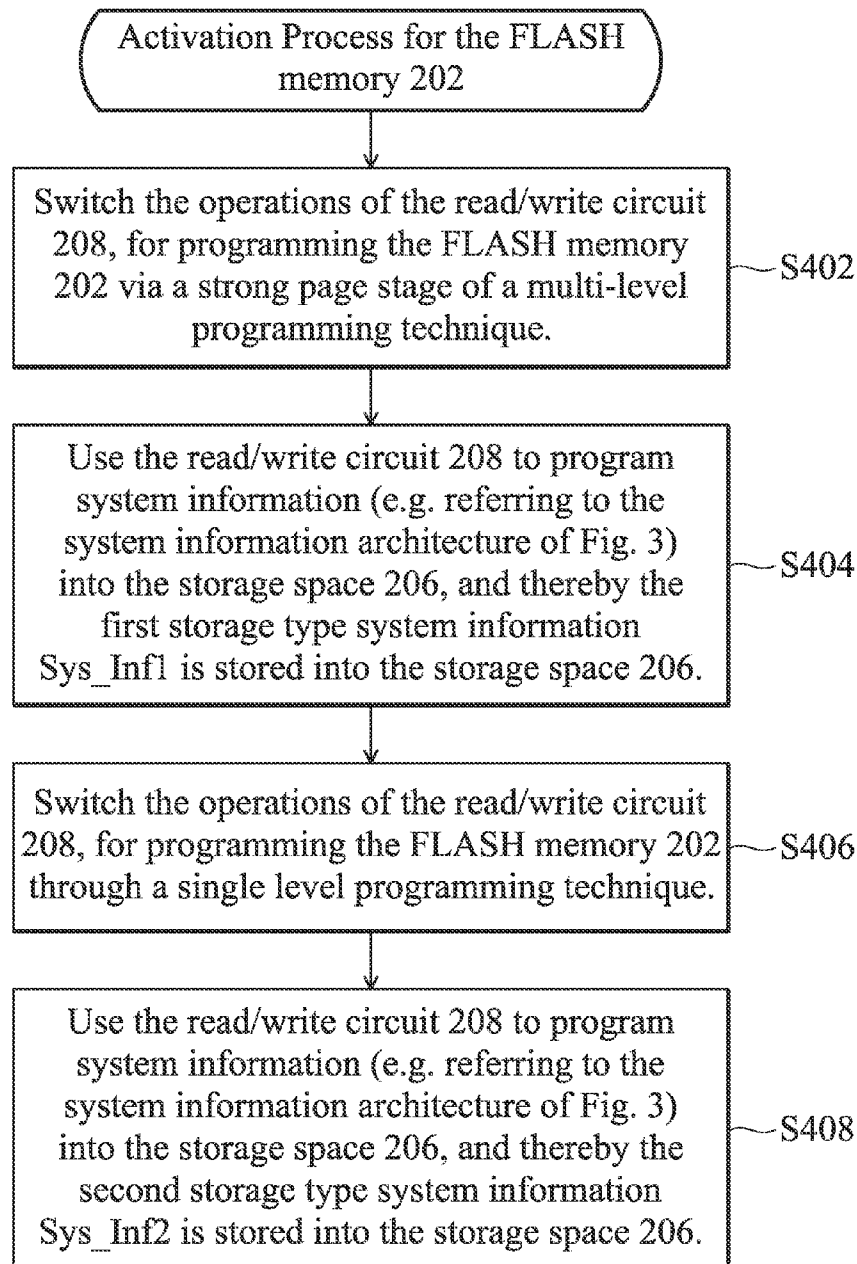 Activation Process for the FLASH
memory 202
Switch the operations of the read/write circuit
208, for programming the FLASH memory
202 via a strong page stage of a multi-level
programming technique.
S402
Use the read/write circuit 208 to program
system information (e.g. referring to the
system information architecture of Fig. 3)
into the storage space 206, and thereby the
first storage type system information
Sys_Inf1 is stored into the storage space 206.
S404
Switch the operations of the read/write circuit
208, for programming the FLASH memory 202
through a single level programming technique.
S406
Use the read/write circuit 208 to program
system information (e.g. referring to the
system information architecture of Fig. 3)
into the storage space 206, and thereby the
second storage type system information
Sys_Inf2 is stored into the storage space 206.
S408